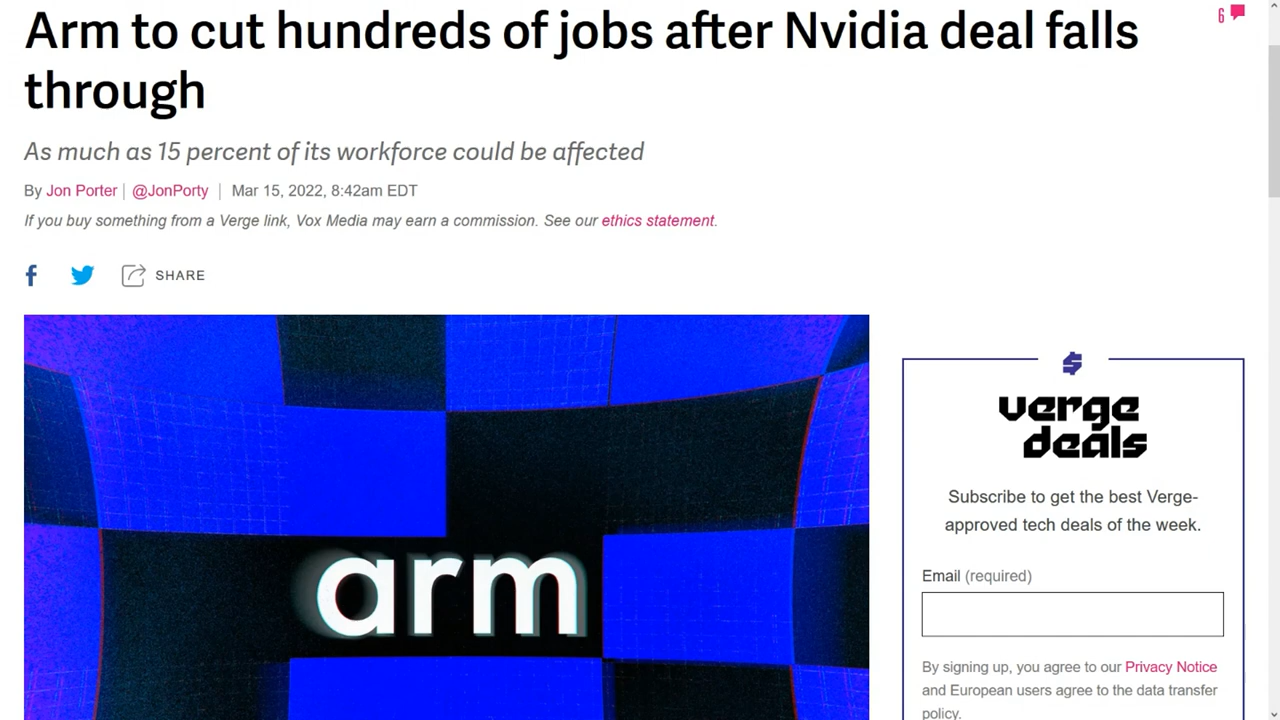 Arm to cut hundreds of jobs after Nvidia deal falls
through
6
As much as 15 percent of its workforce could be affected
By Jon Porter | @JonPorty | Mar 15, 2022, 8:42am EDT
If you buy something from a Verge link, Vox Media may earn a commission. See our ethics statement.
SHARE
arm
verge
deals
Subscribe to get the best Verge-
approved tech deals of the week.
Email (required)
By signing up, you agree to our Privacy Notice
and European users agree to the data transfer
policy.